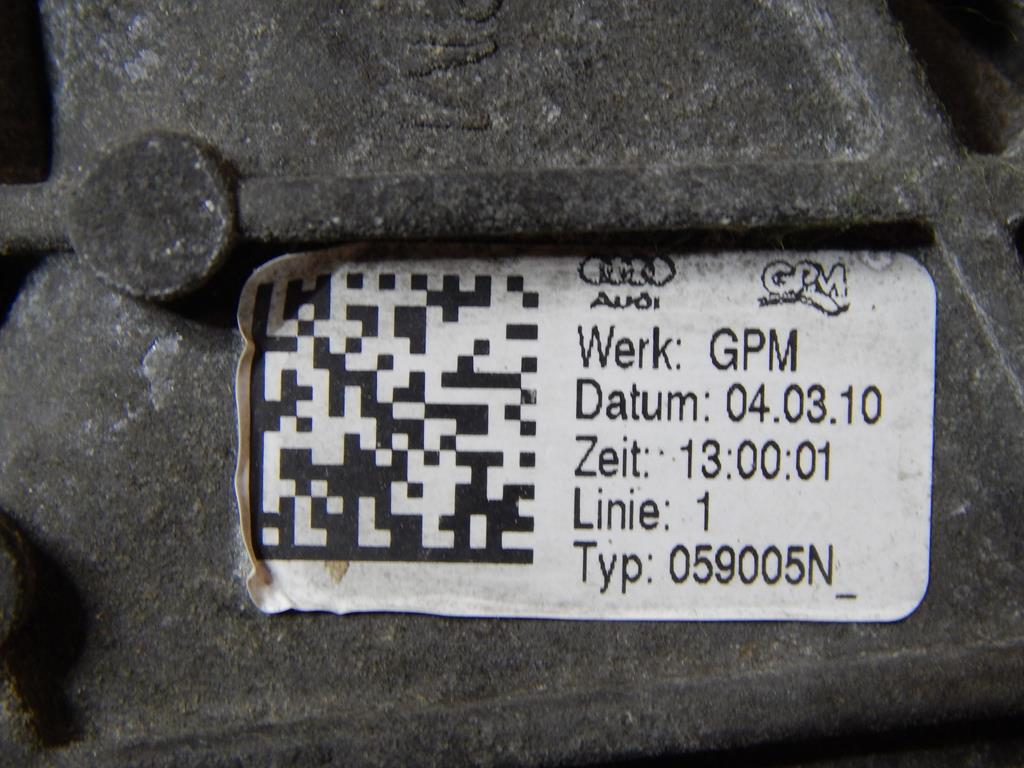 AUDI
GPM
Werk: GPM
Datum: 04.03.10
Zeit: 13:00:01
Linie: 1
Typ: 059005N_